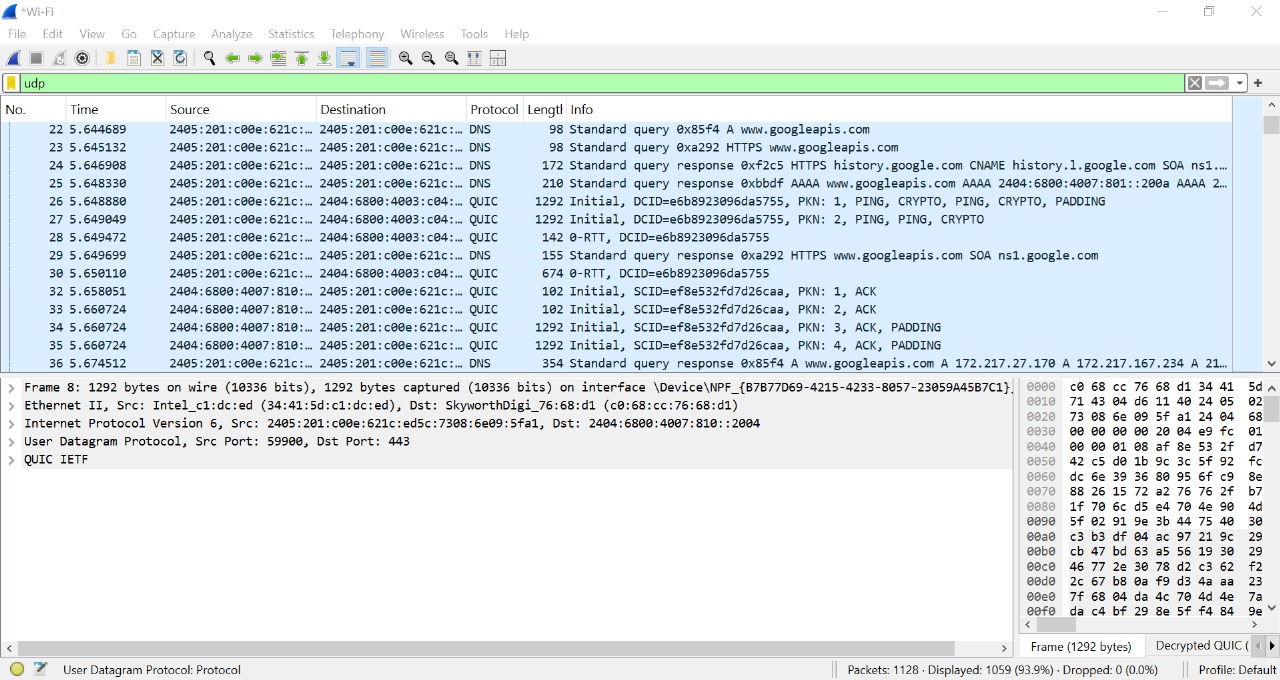 *Wi-Fi
File Edit View Go Capture Analyze Statistics Telephony Wireless Tools Help
udp
No. Time Source Destination Protocol Length Info
22 5.644689 2405:201:c00e:621c:… 2405:201:c00e:621c:… DNS 98 Standard query 0x85f4 A www.googleapis.com
23 5.645132 2405:201:c00e:621c:… 2405:201:c00e:621c:… DNS 98 Standard query 0xa292 HTTPS www.googleapis.com
24 5.646908 2405:201:c00e:621c:… 2405:201:c00e:621c:… DNS 172 Standard query response 0xf2c5 HTTPS history.google.com CNAME history.l.google.com SOA ns1.…
25 5.648330 2405:201:c00e:621c:… 2405:201:c00e:621c:… DNS 210 Standard query response 0xbbdf AAAA www.googleapis.com AAAA 2404:6800:4007:801::200a AAAA 2…
26 5.648880 2405:201:c00e:621c:… 2404:6800:4003:c04:… QUIC 1292 Initial, DCID=e6b8923096da5755, PKN: 1, PING, CRYPTO, PING, CRYPTO, PADDING
27 5.649049 2405:201:c00e:621c:… 2404:6800:4003:c04:… QUIC 1292 Initial, DCID=e6b8923096da5755, PKN: 2, PING, PING, CRYPTO
28 5.649472 2405:201:c00e:621c:… 2404:6800:4003:c04:… QUIC 142 0-RTT, DCID=e6b8923096da5755
29 5.649699 2405:201:c00e:621c:… 2405:201:c00e:621c:… DNS 155 Standard query response 0xa292 HTTPS www.googleapis.com SOA ns1.google.com
30 5.650110 2405:201:c00e:621c:… 2404:6800:4003:c04:… QUIC 674 0-RTT, DCID=e6b8923096da5755
32 5.658051 2404:6800:4007:810:… 2405:201:c00e:621c:… QUIC 102 Initial, SCID=ef8e532fd7d26caa, PKN: 1, ACK
33 5.660724 2404:6800:4007:810:… 2405:201:c00e:621c:… QUIC 102 Initial, SCID=ef8e532fd7d26caa, PKN: 2, ACK
34 5.660724 2404:6800:4007:810:… 2405:201:c00e:621c:… QUIC 1292 Initial, SCID=ef8e532fd7d26caa, PKN: 3, ACK, PADDING
35 5.660724 2404:6800:4007:810:… 2405:201:c00e:621c:… QUIC 1292 Initial, SCID=ef8e532fd7d26caa, PKN: 4, ACK, PADDING
36 5.674512 2405:201:c00e:621c:… 2405:201:c00e:621c:… DNS 354 Standard query response 0x85f4 A www.googleapis.com A 172.217.27.170 A 172.217.167.234 A 21…
Frame 8: 1292 bytes on wire (10336 bits), 1292 bytes captured (10336 bits) on interface \Device\NPF_{B7B77D69-4215-4233-8057-23059A45B7C1},
Ethernet II, Src: Intel_c1:dc:ed (34:41:5d:c1:dc:ed), Dst: SkyworthDigi_76:68:d1 (c0:68:cc:76:68:d1)
Internet Protocol Version 6, Src: 2405:201:c00e:621c:ed5c:7308:6e09:5fa1, Dst: 2404:6800:4007:810::2004
User Datagram Protocol, Src Port: 59900, Dst Port: 443
QUIC IETF
0000 c0 68 cc 76 68 d1 34 41 5d
0010 71 43 04 d6 11 40 24 05 02
0020 73 08 6e 09 5f a1 24 04 68
0030 00 00 00 00 20 04 e9 fc 01
0040 00 00 01 08 af 8e 53 2f d7
0050 42 c5 d0 1b 9c 3c 5f 92 fc
0060 dc 6e 39 36 80 95 6f c9 8e
0070 88 26 15 72 a2 76 76 2f b7
0080 1f 70 6c d5 e4 70 4e 90 4d
0090 5f 02 91 9e 3b 44 75 40 30
00a0 c3 b3 df 04 ac 97 21 9c 29
00b0 cb 47 bd 63 a5 56 19 30 29
00c0 46 77 2e 30 78 d2 c3 62 f2
00d0 2c 67 b8 0a f9 d3 4a aa 23
00e0 7f 68 04 da 4c 70 4d 4e 7a
00f0 da c4 bf 29 8e 5f f4 84 9e
Frame (1292 bytes) Decrypted QUIC (
User Datagram Protocol: Protocol Packets: 1128 · Displayed: 1059 (93.9%) · Dropped: 0 (0.0%) Profile: Default